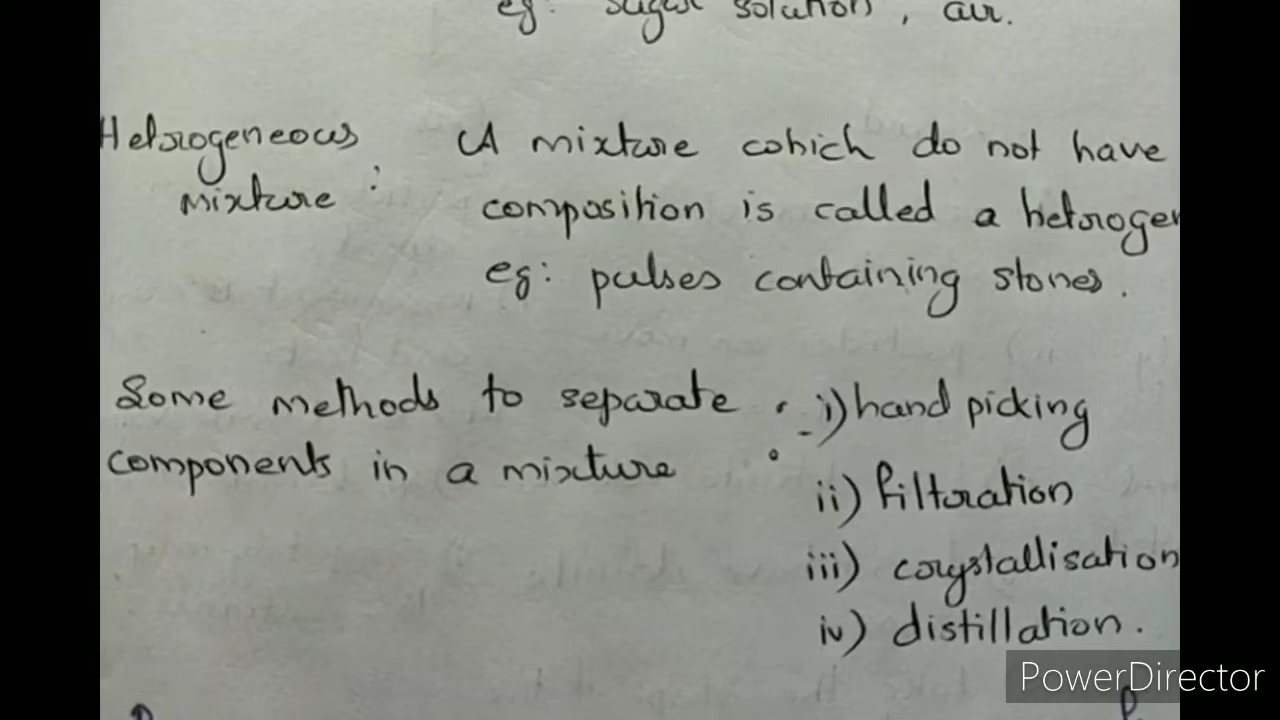 eg: sugar solution, air.
Hetrogeneous
mixture :
A mixture which do not have
composition is called a hetroger
eg: pulses containing stones.
Some methods to separate
components in a mixture :-
i) hand picking
ii) filtration
iii) crystallisation
iv) distillation.
PowerDirector